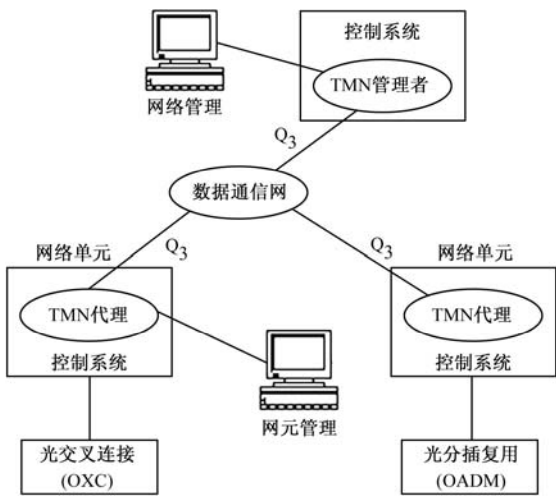 控制系统
TMN管理者
网络管理
Q3
数据通信网
Q3
Q3
网络单元
网络单元
TMN代理
TMN代理
控制系统
控制系统
网元管理
光交叉连接
(OXC)
光分插复用
(OADM)